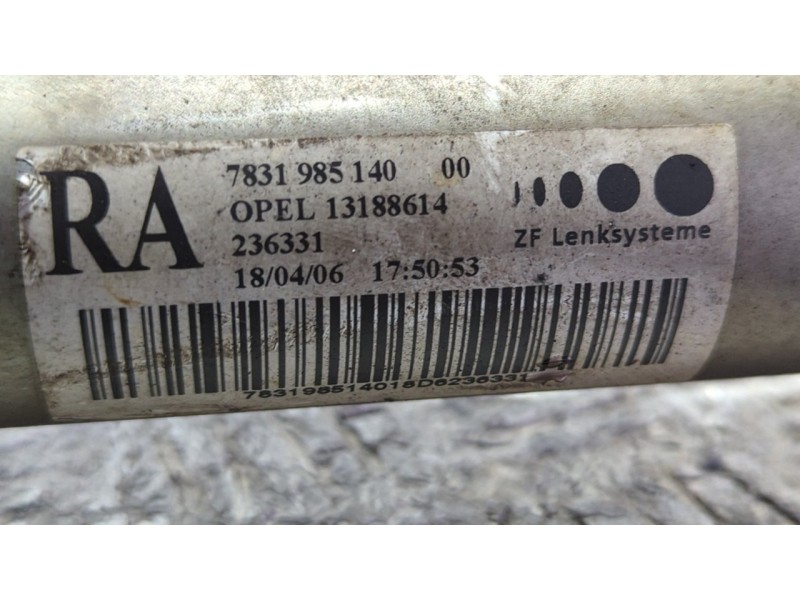 RA
7831 985 140 00
OPEL 13188614
236331
18/04/06 17:50:53
ZF Lenksysteme